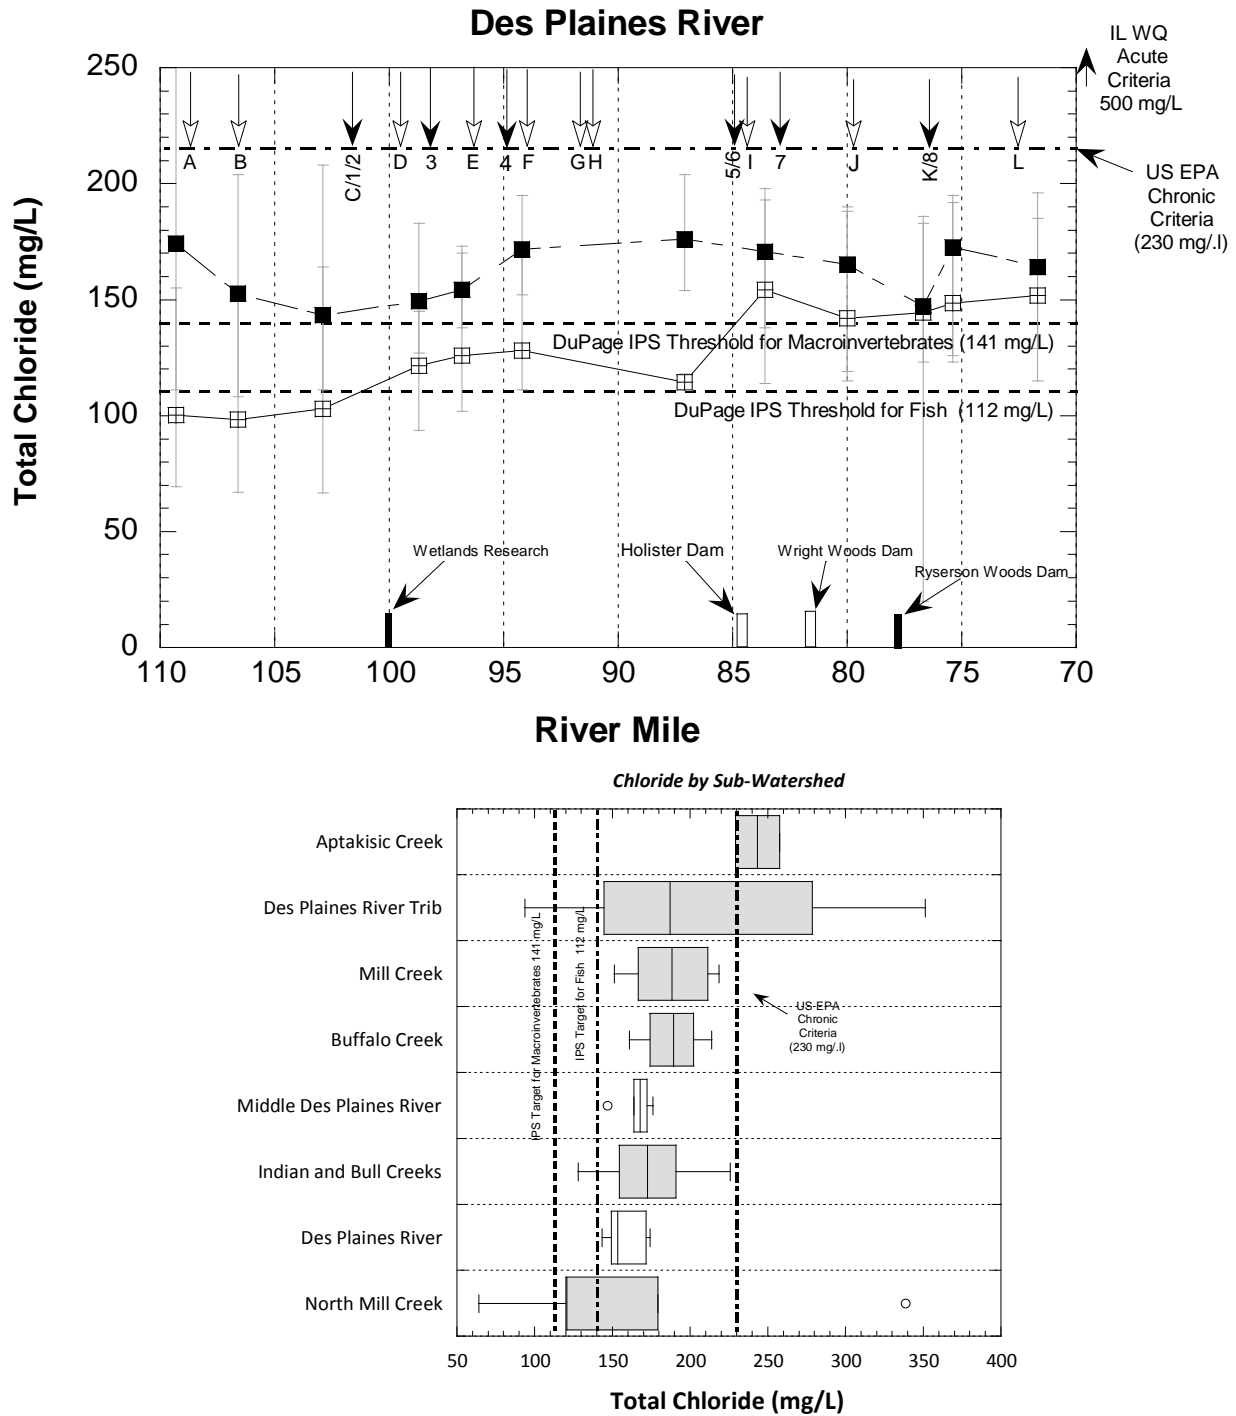 Des Plaines River
IL WQ
Acute
Criteria
500 mg/L
US EPA
Chronic
Criteria
(230 mg/.l)
250
200
150
100
50
0
Total Chloride (mg/L)
A
B
C/1/2
D
3
E
4
F
G
H
5/6
I
7
J
K/8
L
DuPage IPS Threshold for Macroinvertebrates (141 mg/L)
DuPage IPS Threshold for Fish (112 mg/L)
Wetlands Research
Holister Dam
Wright Woods Dam
Ryserson Woods Dam
110 105 100 95 90 85 80 75 70
River Mile
Chloride by Sub-Watershed
Aptakisic Creek
Des Plaines River Trib
Mill Creek
Buffalo Creek
Middle Des Plaines River
Indian and Bull Creeks
Des Plaines River
North Mill Creek
IPS Target for Macroinvertebrates 141 mg/L
IPS Target for Fish 112 mg/L
US EPA
Chronic
Criteria
(230 mg/.l)
50 100 150 200 250 300 350 400
Total Chloride (mg/L)